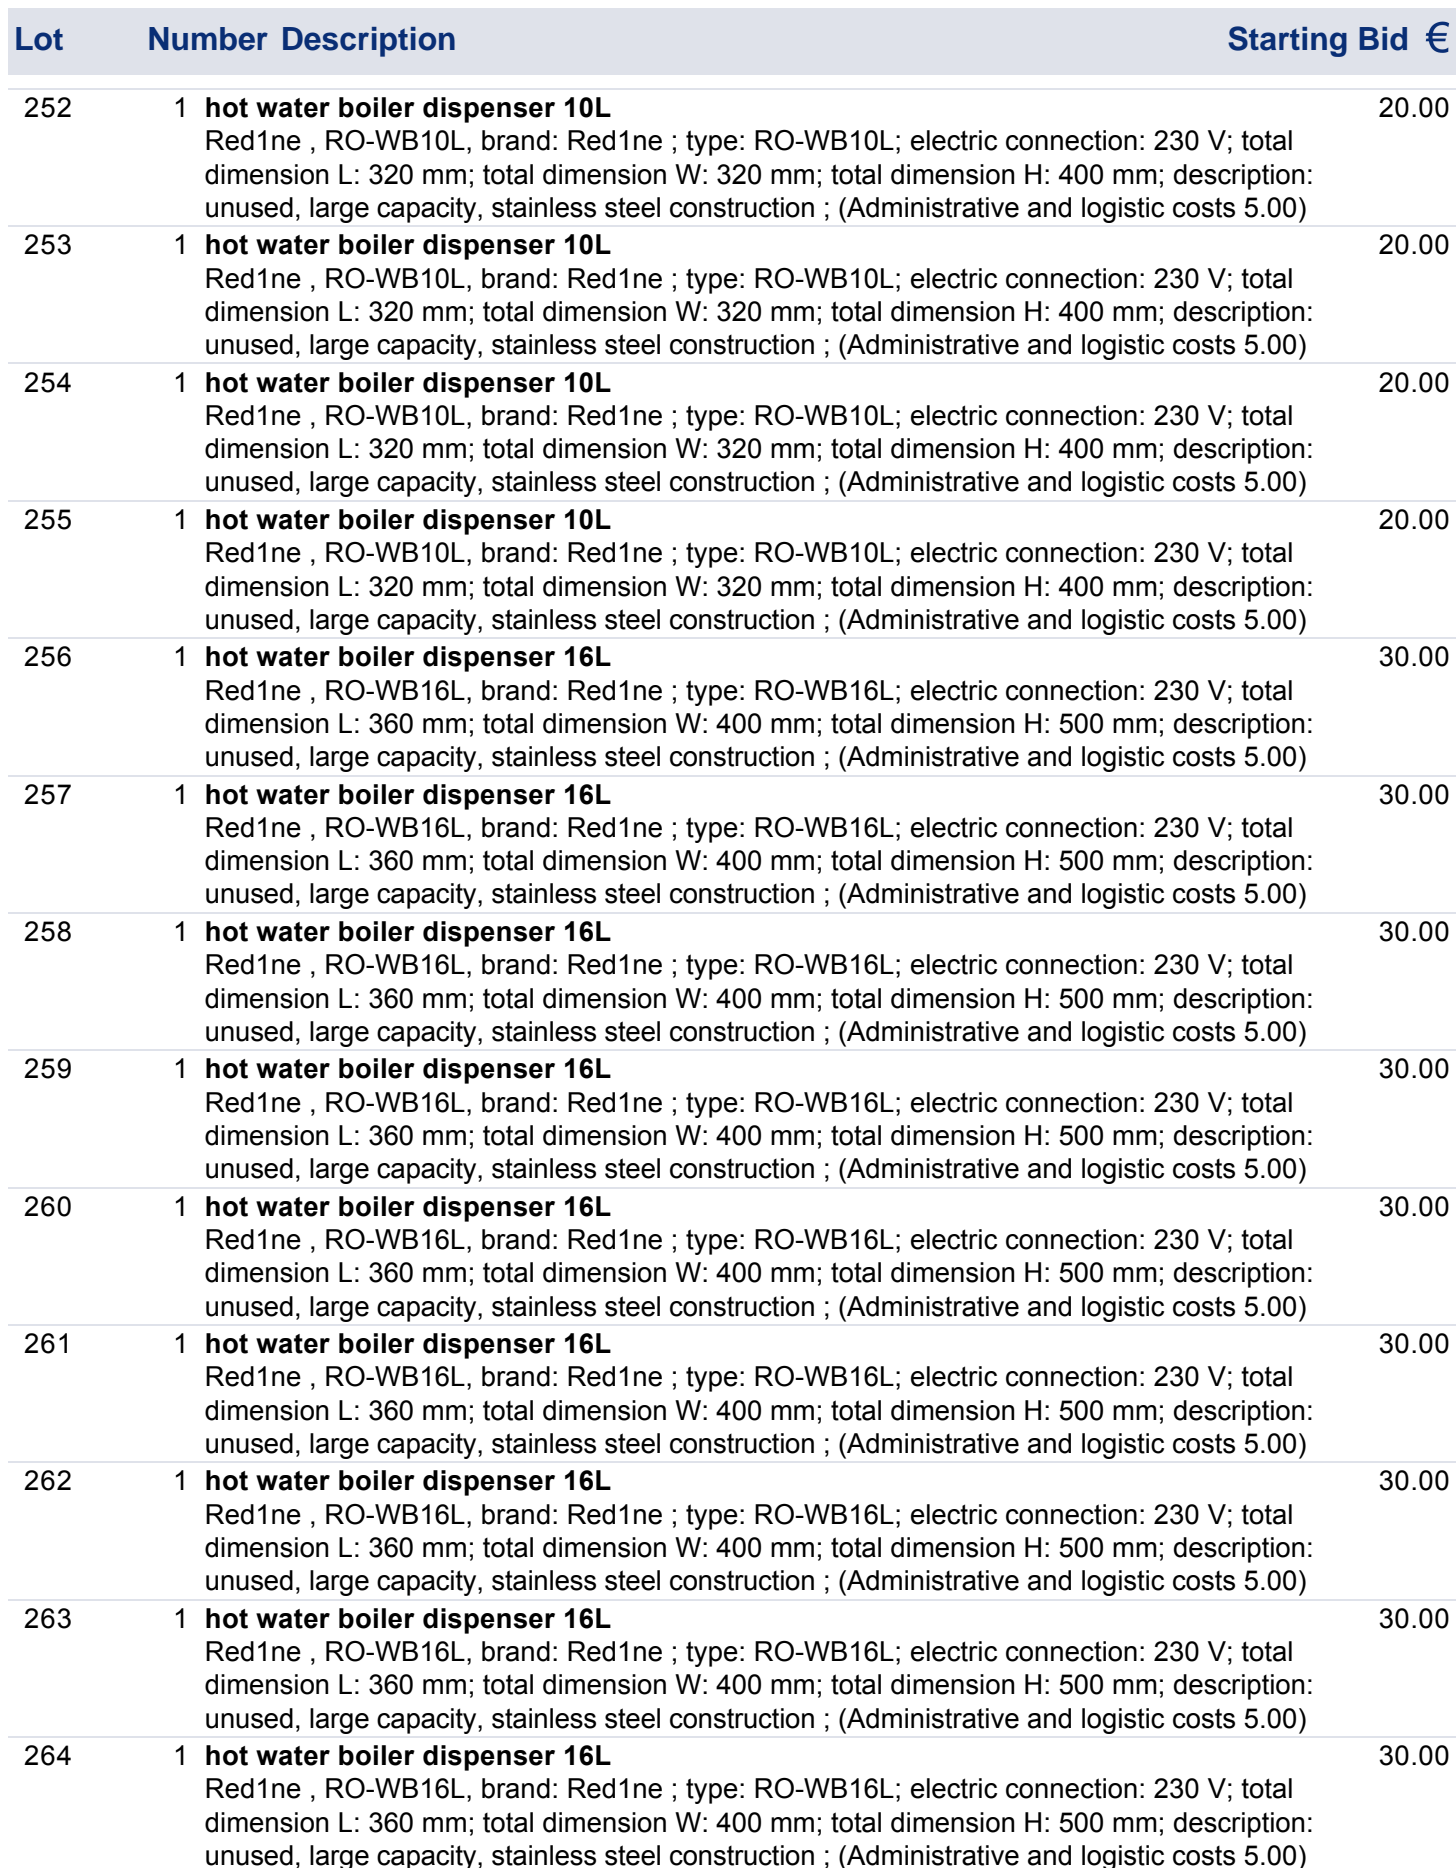 Lot Number Description Starting Bid €
252 1 hot water boiler dispenser 10L 20.00
Red1ne , RO-WB10L, brand: Red1ne ; type: RO-WB10L; electric connection: 230 V; total
dimension L: 320 mm; total dimension W: 320 mm; total dimension H: 400 mm; description:
unused, large capacity, stainless steel construction ; (Administrative and logistic costs 5.00)
253 1 hot water boiler dispenser 10L 20.00
Red1ne , RO-WB10L, brand: Red1ne ; type: RO-WB10L; electric connection: 230 V; total
dimension L: 320 mm; total dimension W: 320 mm; total dimension H: 400 mm; description:
unused, large capacity, stainless steel construction ; (Administrative and logistic costs 5.00)
254 1 hot water boiler dispenser 10L 20.00
Red1ne , RO-WB10L, brand: Red1ne ; type: RO-WB10L; electric connection: 230 V; total
dimension L: 320 mm; total dimension W: 320 mm; total dimension H: 400 mm; description:
unused, large capacity, stainless steel construction ; (Administrative and logistic costs 5.00)
255 1 hot water boiler dispenser 10L 20.00
Red1ne , RO-WB10L, brand: Red1ne ; type: RO-WB10L; electric connection: 230 V; total
dimension L: 320 mm; total dimension W: 320 mm; total dimension H: 400 mm; description:
unused, large capacity, stainless steel construction ; (Administrative and logistic costs 5.00)
256 1 hot water boiler dispenser 16L 30.00
Red1ne , RO-WB16L, brand: Red1ne ; type: RO-WB16L; electric connection: 230 V; total
dimension L: 360 mm; total dimension W: 400 mm; total dimension H: 500 mm; description:
unused, large capacity, stainless steel construction ; (Administrative and logistic costs 5.00)
257 1 hot water boiler dispenser 16L 30.00
Red1ne , RO-WB16L, brand: Red1ne ; type: RO-WB16L; electric connection: 230 V; total
dimension L: 360 mm; total dimension W: 400 mm; total dimension H: 500 mm; description:
unused, large capacity, stainless steel construction ; (Administrative and logistic costs 5.00)
258 1 hot water boiler dispenser 16L 30.00
Red1ne , RO-WB16L, brand: Red1ne ; type: RO-WB16L; electric connection: 230 V; total
dimension L: 360 mm; total dimension W: 400 mm; total dimension H: 500 mm; description:
unused, large capacity, stainless steel construction ; (Administrative and logistic costs 5.00)
259 1 hot water boiler dispenser 16L 30.00
Red1ne , RO-WB16L, brand: Red1ne ; type: RO-WB16L; electric connection: 230 V; total
dimension L: 360 mm; total dimension W: 400 mm; total dimension H: 500 mm; description:
unused, large capacity, stainless steel construction ; (Administrative and logistic costs 5.00)
260 1 hot water boiler dispenser 16L 30.00
Red1ne , RO-WB16L, brand: Red1ne ; type: RO-WB16L; electric connection: 230 V; total
dimension L: 360 mm; total dimension W: 400 mm; total dimension H: 500 mm; description:
unused, large capacity, stainless steel construction ; (Administrative and logistic costs 5.00)
261 1 hot water boiler dispenser 16L 30.00
Red1ne , RO-WB16L, brand: Red1ne ; type: RO-WB16L; electric connection: 230 V; total
dimension L: 360 mm; total dimension W: 400 mm; total dimension H: 500 mm; description:
unused, large capacity, stainless steel construction ; (Administrative and logistic costs 5.00)
262 1 hot water boiler dispenser 16L 30.00
Red1ne , RO-WB16L, brand: Red1ne ; type: RO-WB16L; electric connection: 230 V; total
dimension L: 360 mm; total dimension W: 400 mm; total dimension H: 500 mm; description:
unused, large capacity, stainless steel construction ; (Administrative and logistic costs 5.00)
263 1 hot water boiler dispenser 16L 30.00
Red1ne , RO-WB16L, brand: Red1ne ; type: RO-WB16L; electric connection: 230 V; total
dimension L: 360 mm; total dimension W: 400 mm; total dimension H: 500 mm; description:
unused, large capacity, stainless steel construction ; (Administrative and logistic costs 5.00)
264 1 hot water boiler dispenser 16L 30.00
Red1ne , RO-WB16L, brand: Red1ne ; type: RO-WB16L; electric connection: 230 V; total
dimension L: 360 mm; total dimension W: 400 mm; total dimension H: 500 mm; description:
unused, large capacity, stainless steel construction ; (Administrative and logistic costs 5.00)